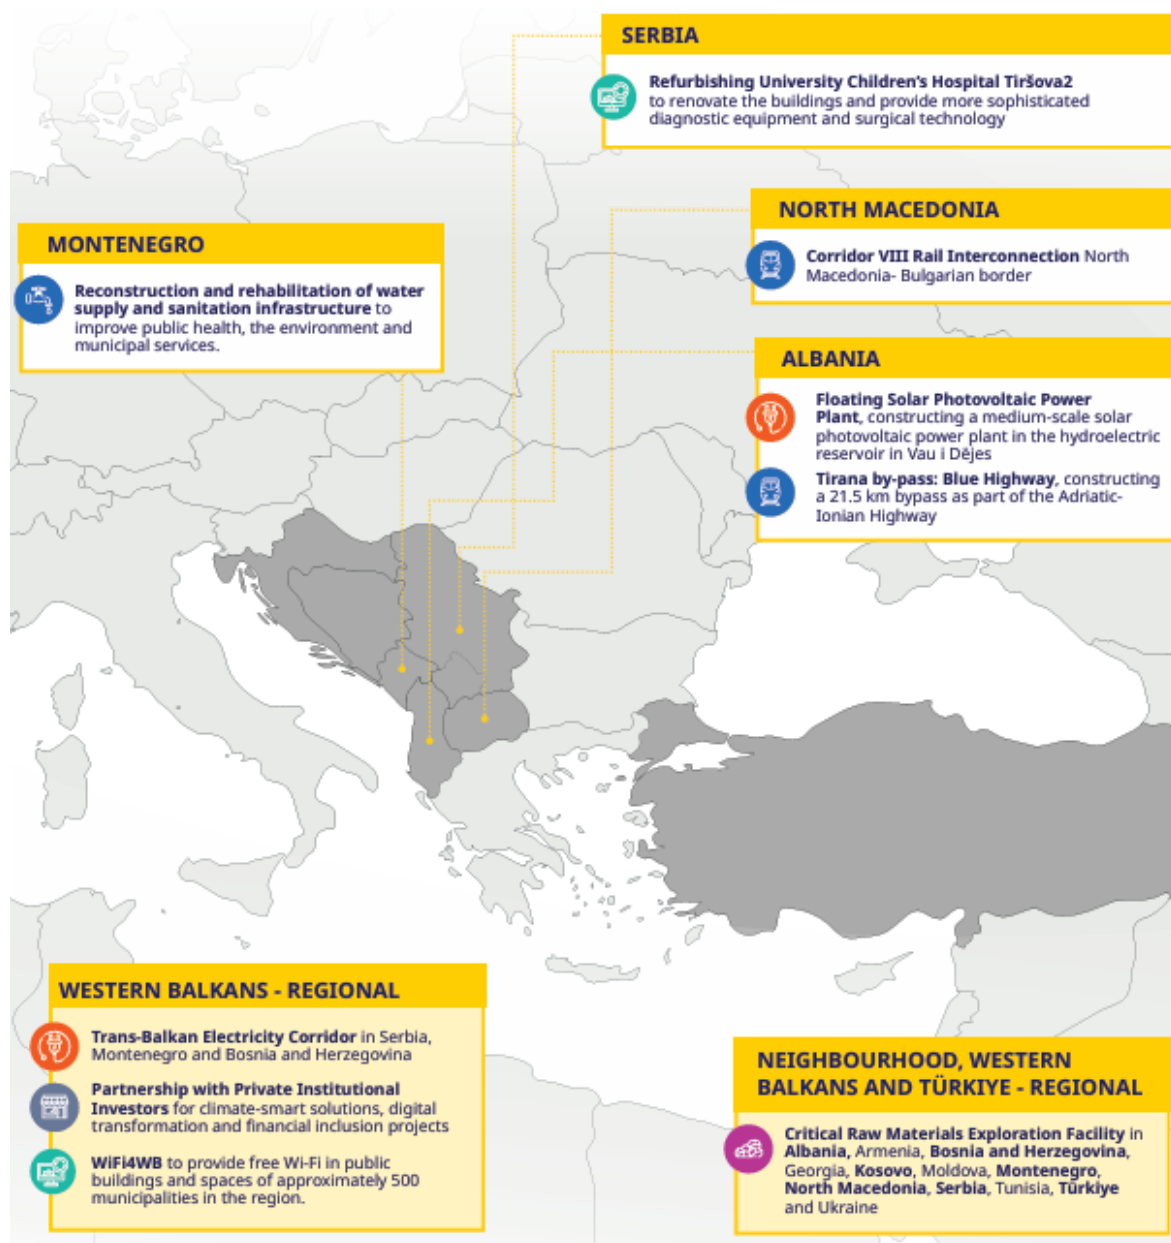 SERBIA
Refurbishing University Children's Hospital Tiršova2
to renovate the buildings and provide more sophisticated
diagnostic equipment and surgical technology
NORTH MACEDONIA
Corridor VIII Rail Interconnection North
Macedonia- Bulgarian border
MONTENEGRO
Reconstruction and rehabilitation of water
supply and sanitation infrastructure to
improve public health, the environment and
municipal services.
ALBANIA
Floating Solar Photovoltaic Power
Plant, constructing a medium-scale solar
photovoltaic power plant in the hydroelectric
reservoir in Vau i Dëjes
Tirana by-pass: Blue Highway, constructing
a 21.5 km bypass as part of the Adriatic-
Ionian Highway
WESTERN BALKANS - REGIONAL
Trans-Balkan Electricity Corridor in Serbia,
Montenegro and Bosnia and Herzegovina
Partnership with Private Institutional
Investors for climate-smart solutions, digital
transformation and financial inclusion projects
WiFi4WB to provide free Wi-Fi in public
buildings and spaces of approximately 500
municipalities in the region.
NEIGHBOURHOOD, WESTERN
BALKANS AND TÜRKIYE - REGIONAL
Critical Raw Materials Exploration Facility in
Albania, Armenia, Bosnia and Herzegovina,
Georgia, Kosovo, Moldova, Montenegro,
North Macedonia, Serbia, Tunisia, Türkiye
and Ukraine